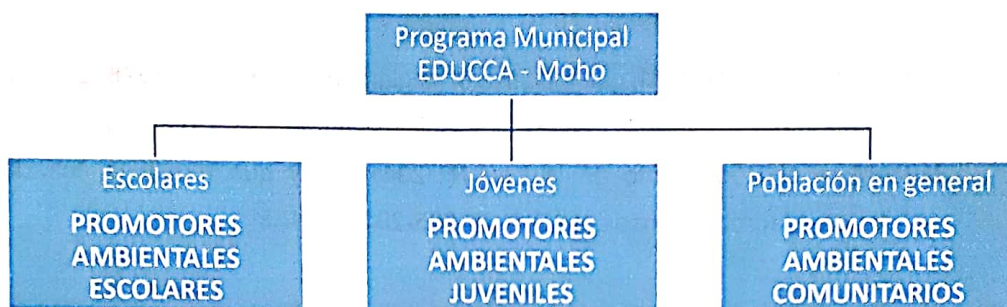 Programa Municipal
EDUCCA - Moho
Escolares
PROMOTORES
AMBIENTALES
ESCOLARES
Jóvenes
PROMOTORES
AMBIENTALES
JUVENILES
Población en general
PROMOTORES
AMBIENTALES
COMUNITARIOS